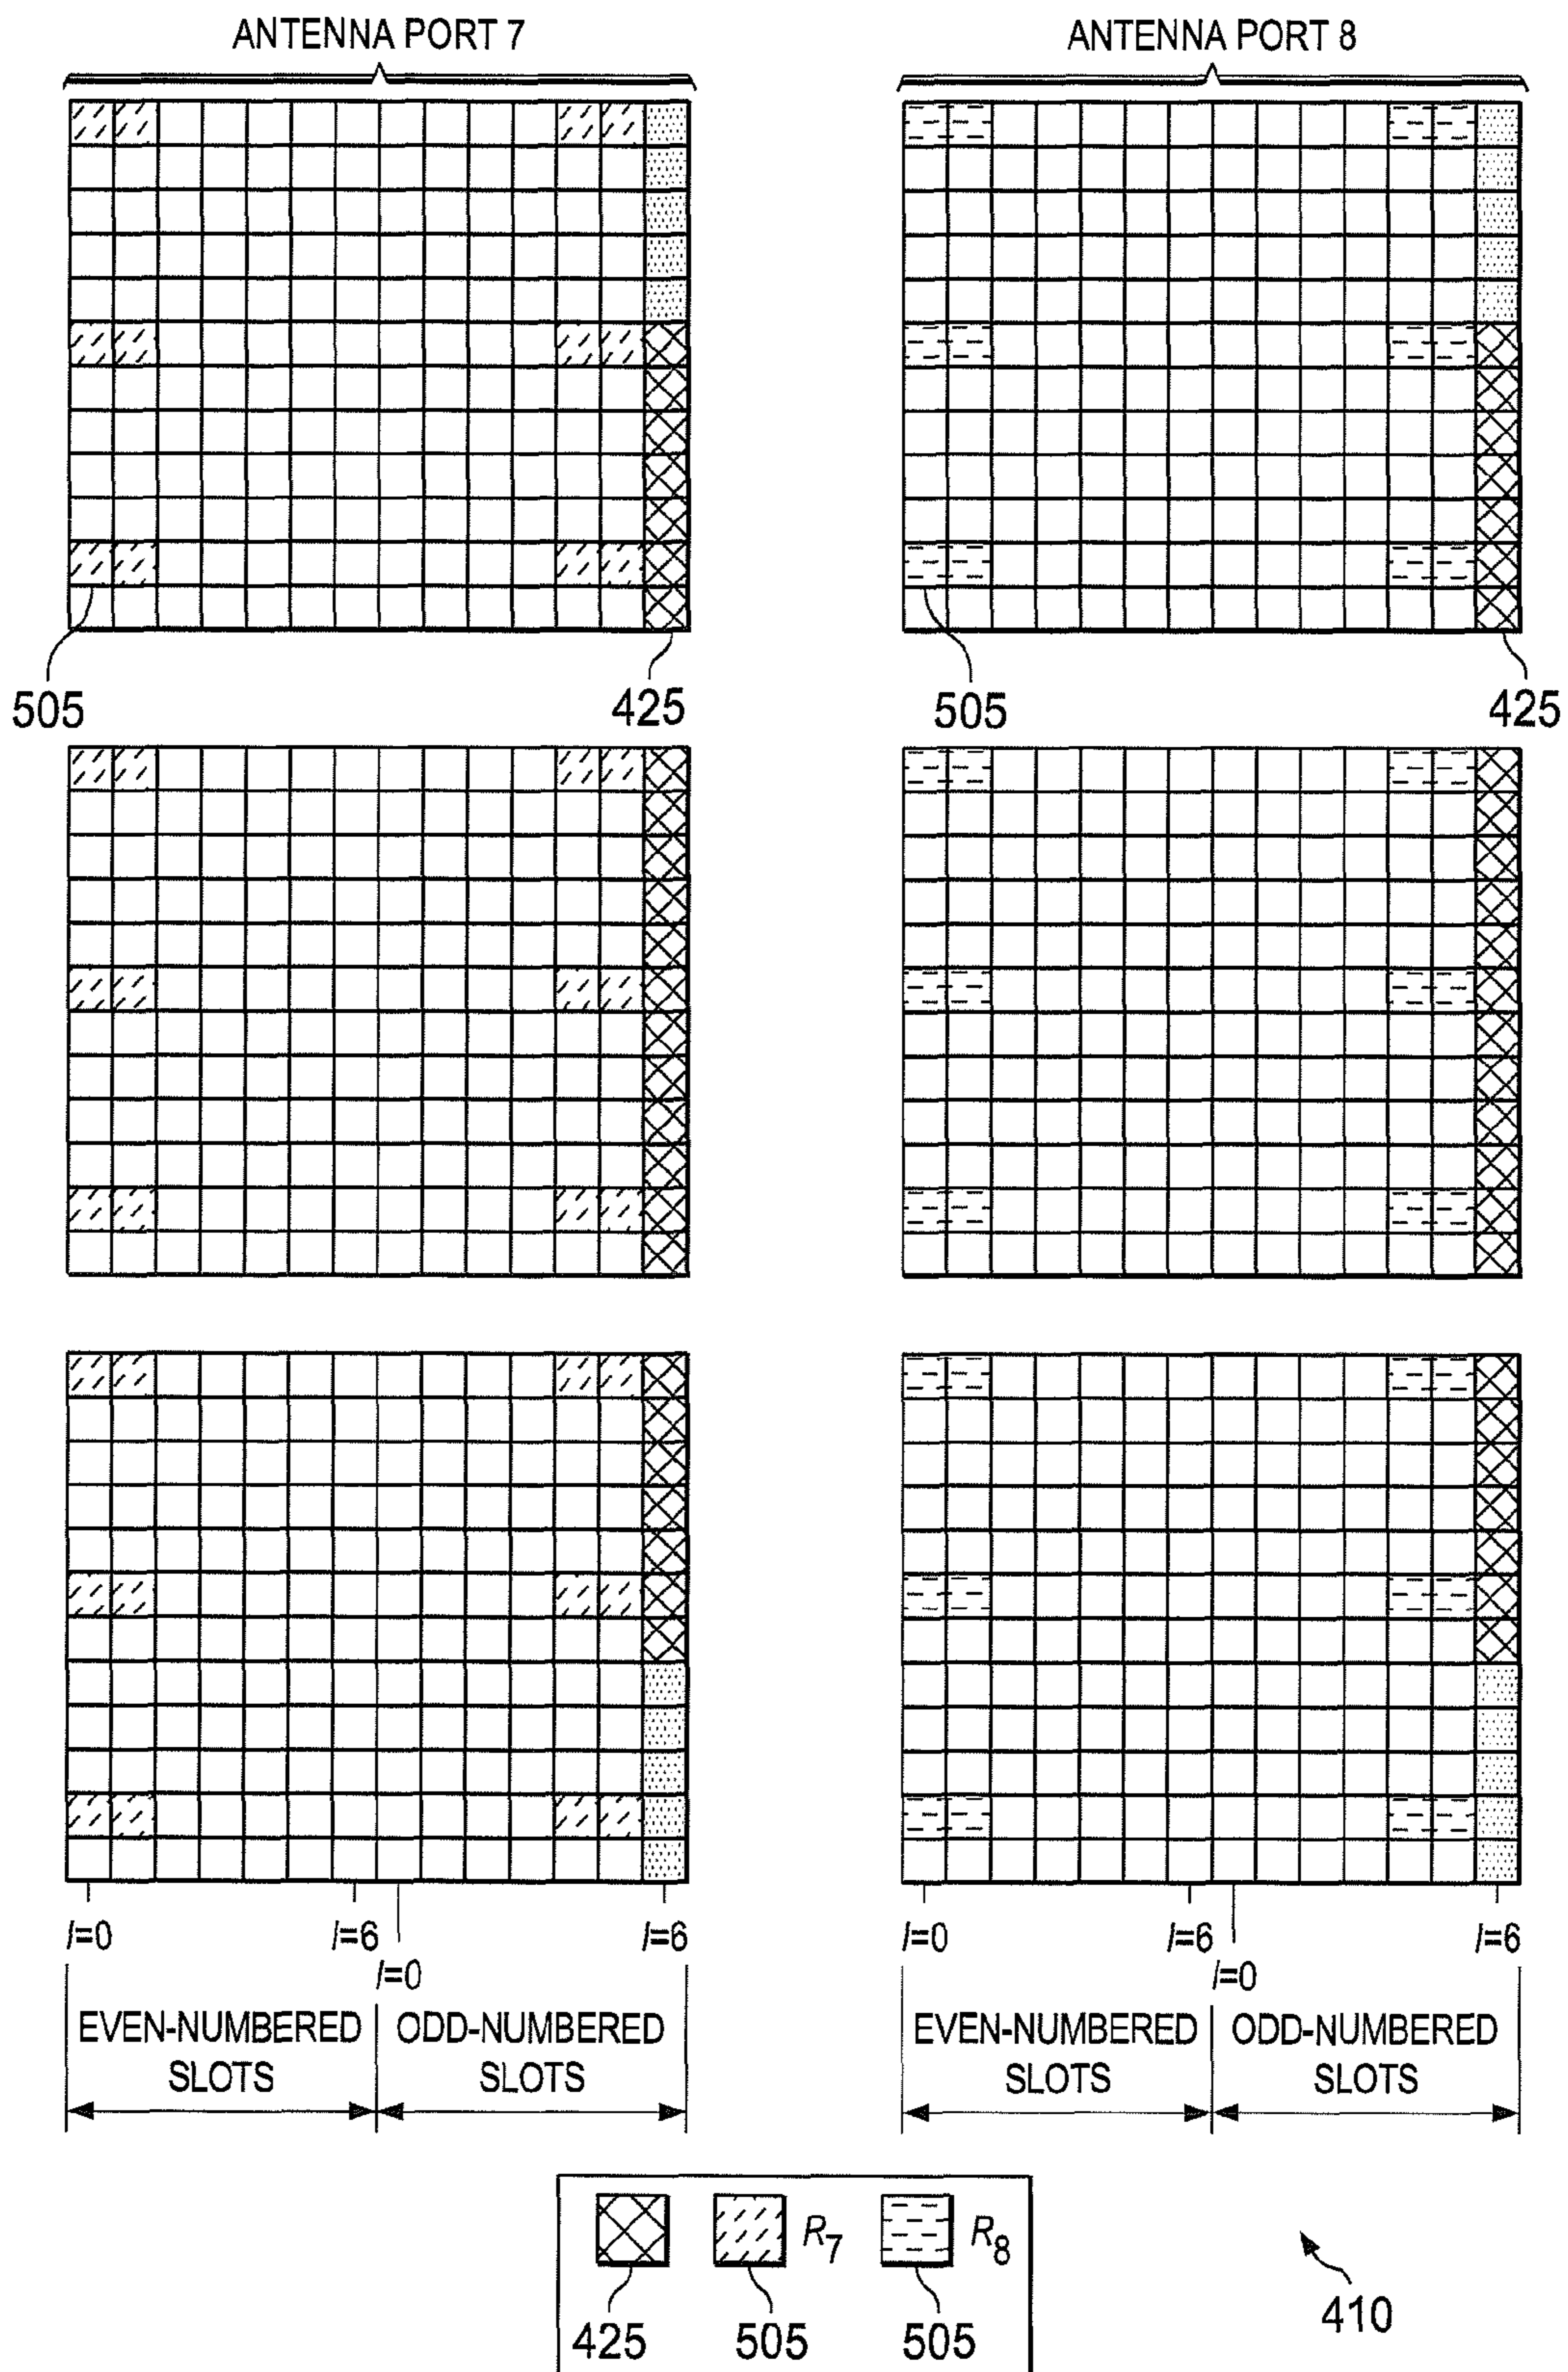 ANTENNA PORT 7
ANTENNA PORT 8
505
425
505
425
l=0
l=6
l=0
l=6
l=0
l=6
l=0
l=6
EVEN-NUMBERED
SLOTS
ODD-NUMBERED
SLOTS
EVEN-NUMBERED
SLOTS
ODD-NUMBERED
SLOTS
R7
R8
425
505
505
410